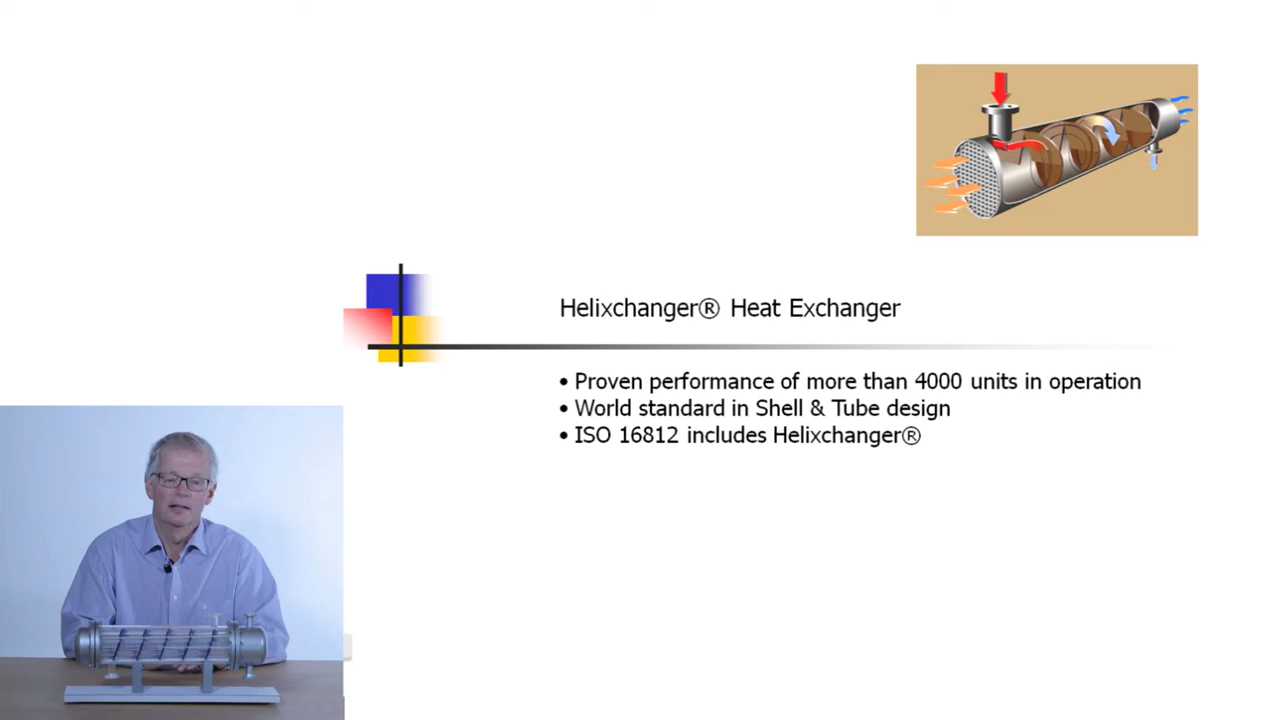 Helixchanger® Heat Exchanger
• Proven performance of more than 4000 units in operation
• World standard in Shell & Tube design
• ISO 16812 includes Helixchanger®